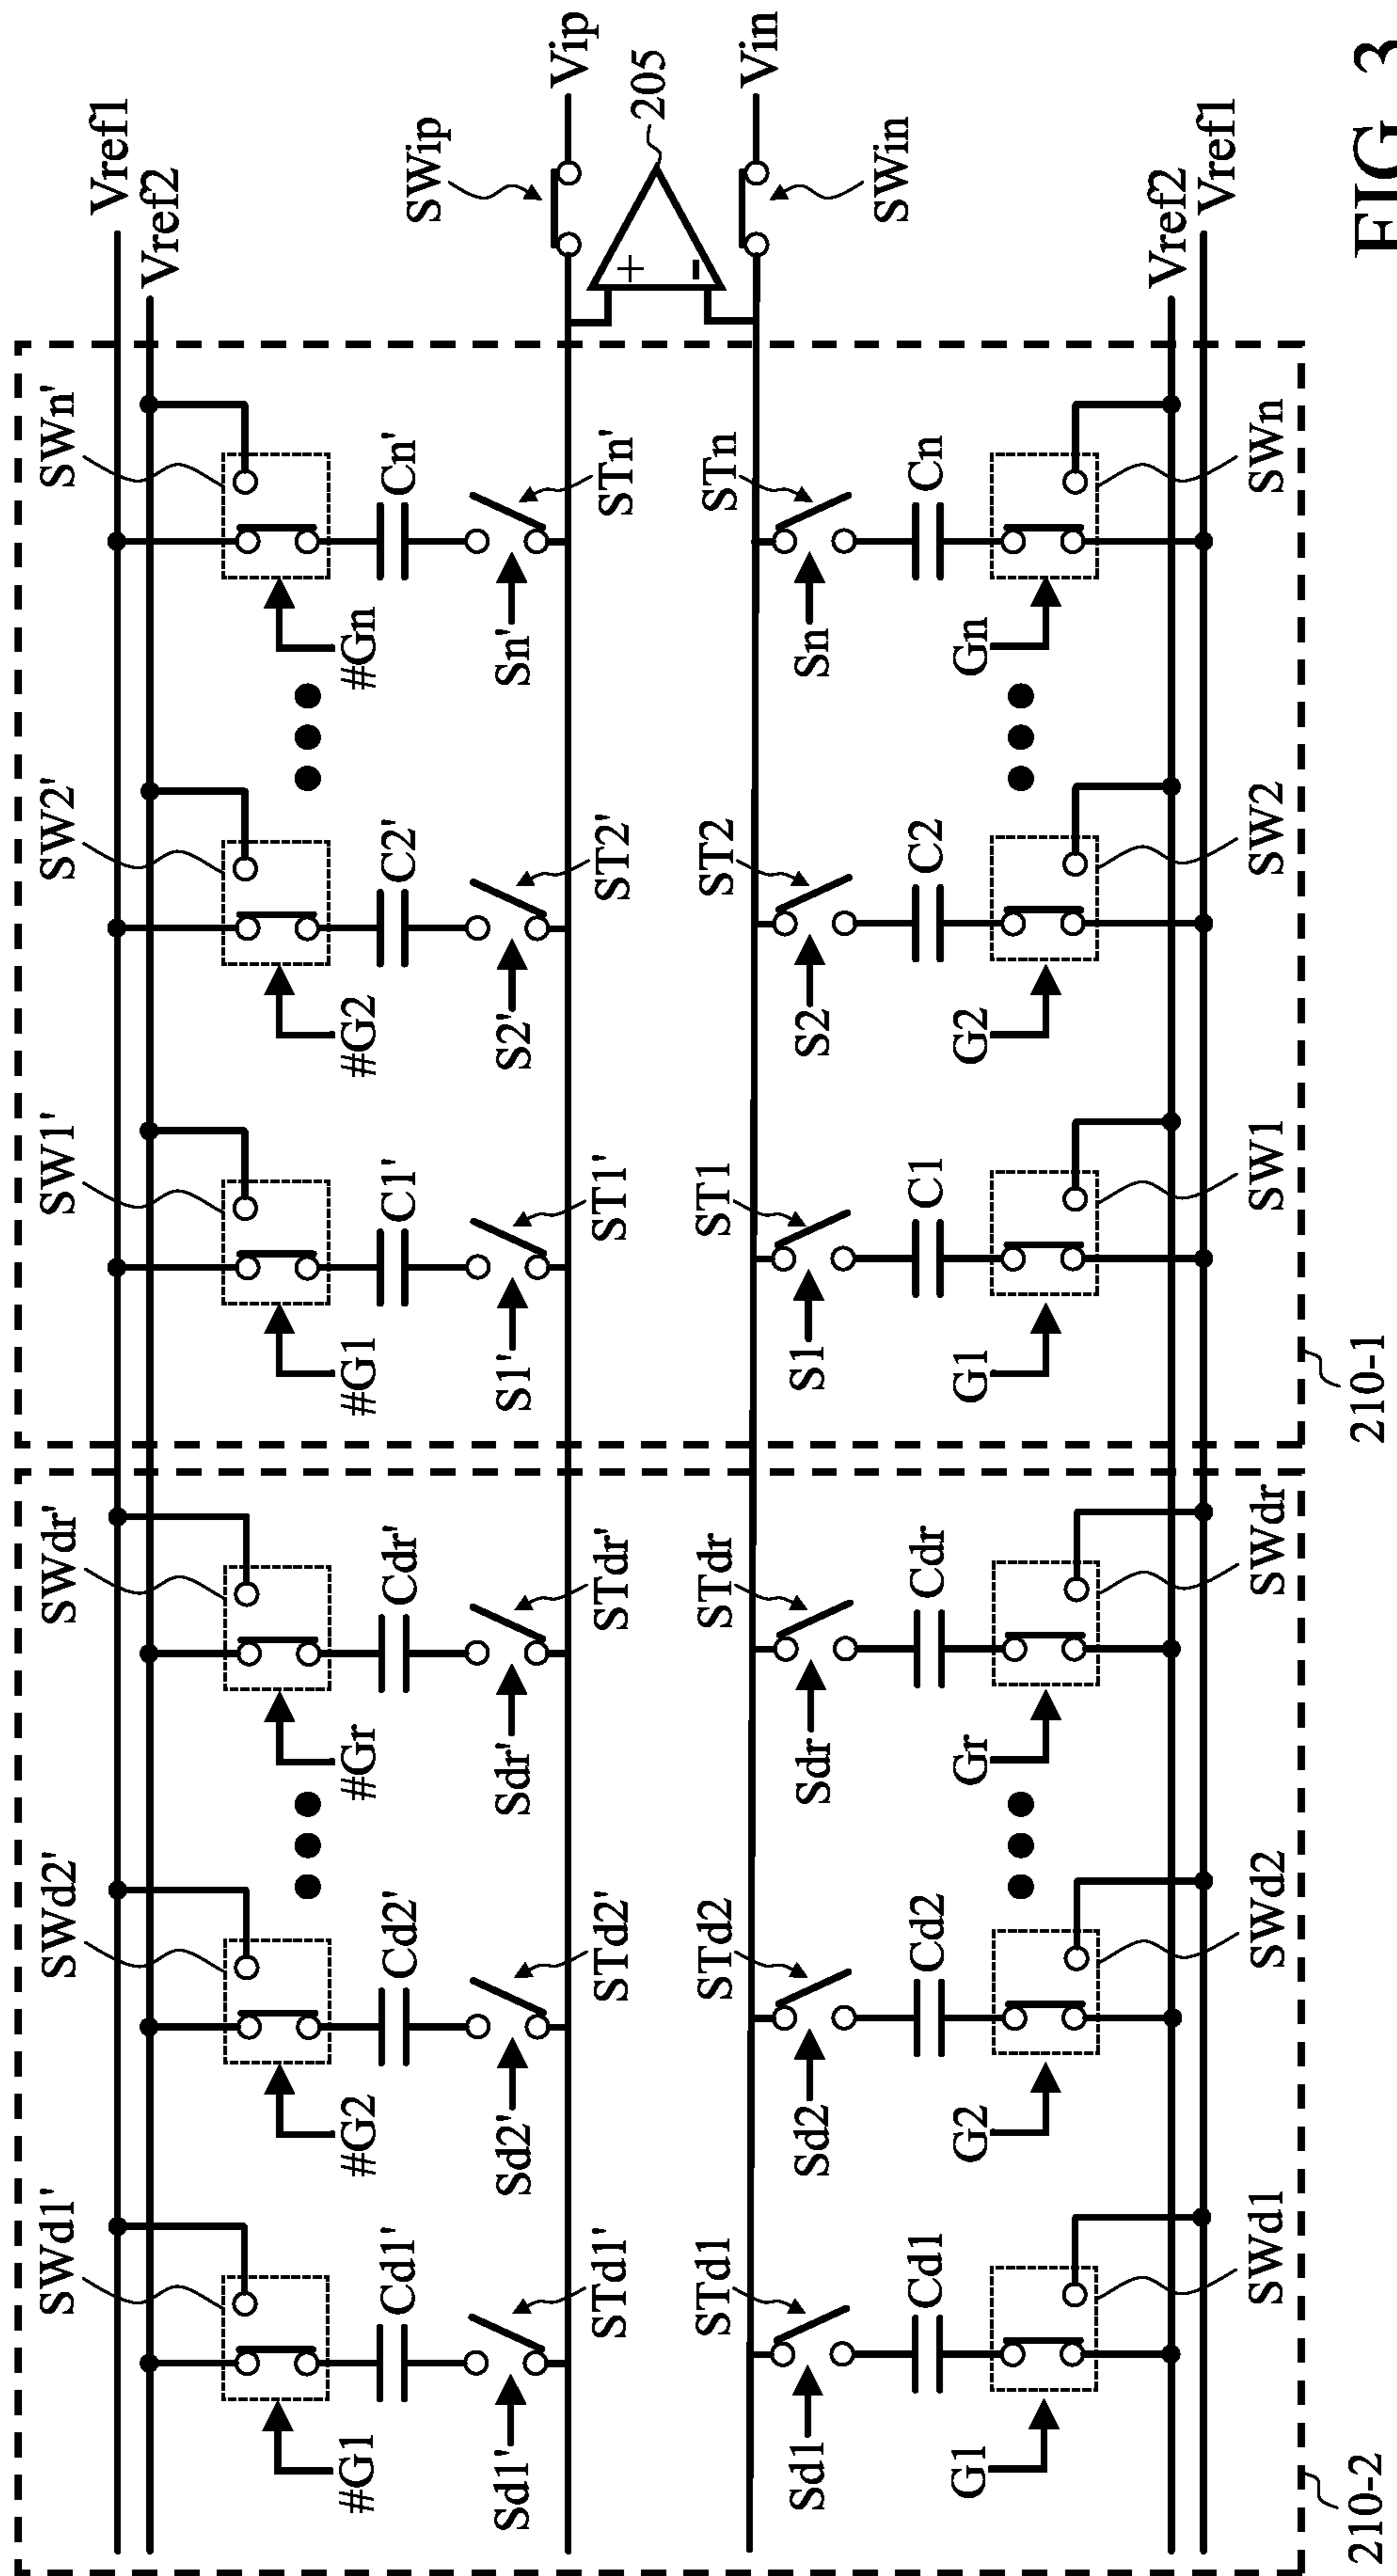 Vref1
Vref2
SWd1'
SWd2'
SWdr'
SW1'
SW2'
SWn'
#G1
#G2
#Gr
#G1
#G2
#Gn
Cd1'
Cd2'
Cdr'
C1'
C2'
Cn'
SWip
Vip
Sd1'
Sd2'
Sdr'
S1'
S2'
Sn'
STd1'
STd2'
STdr'
ST1'
ST2'
STn'
+
-
205
STd1
STd2
STdr
ST1
ST2
STn
Vin
Sd1
Sd2
Sdr
S1
S2
Sn
SWin
Cd1
Cd2
Cdr
C1
C2
Cn
G1
G2
Gr
G1
G2
Gn
Vref2
Vref1
SWd1
SWd2
SWdr
SW1
SW2
SWn
210-2
210-1
FIG. 3